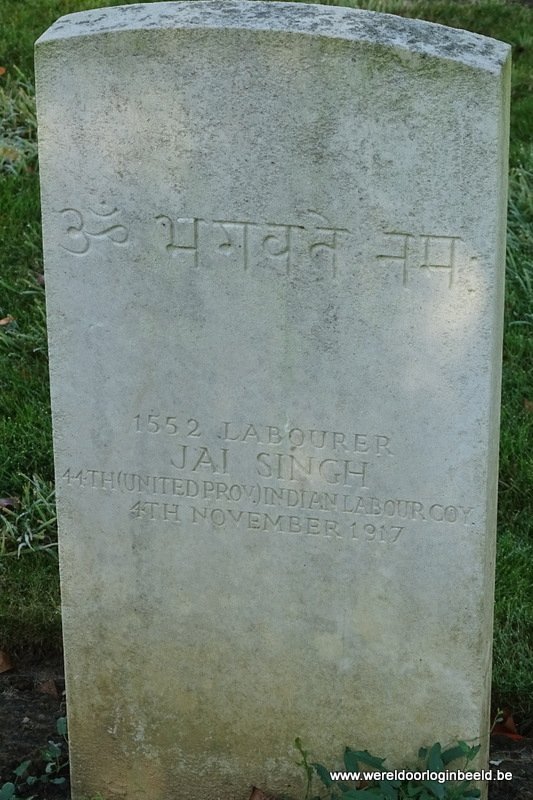 ॐ भगवते नमः
1552 LABOURER
JAI SINGH
44TH (UNITED PROV.) INDIAN LABOUR COY.
4TH NOVEMBER 1917
www.wereldoorloginbeeld.be